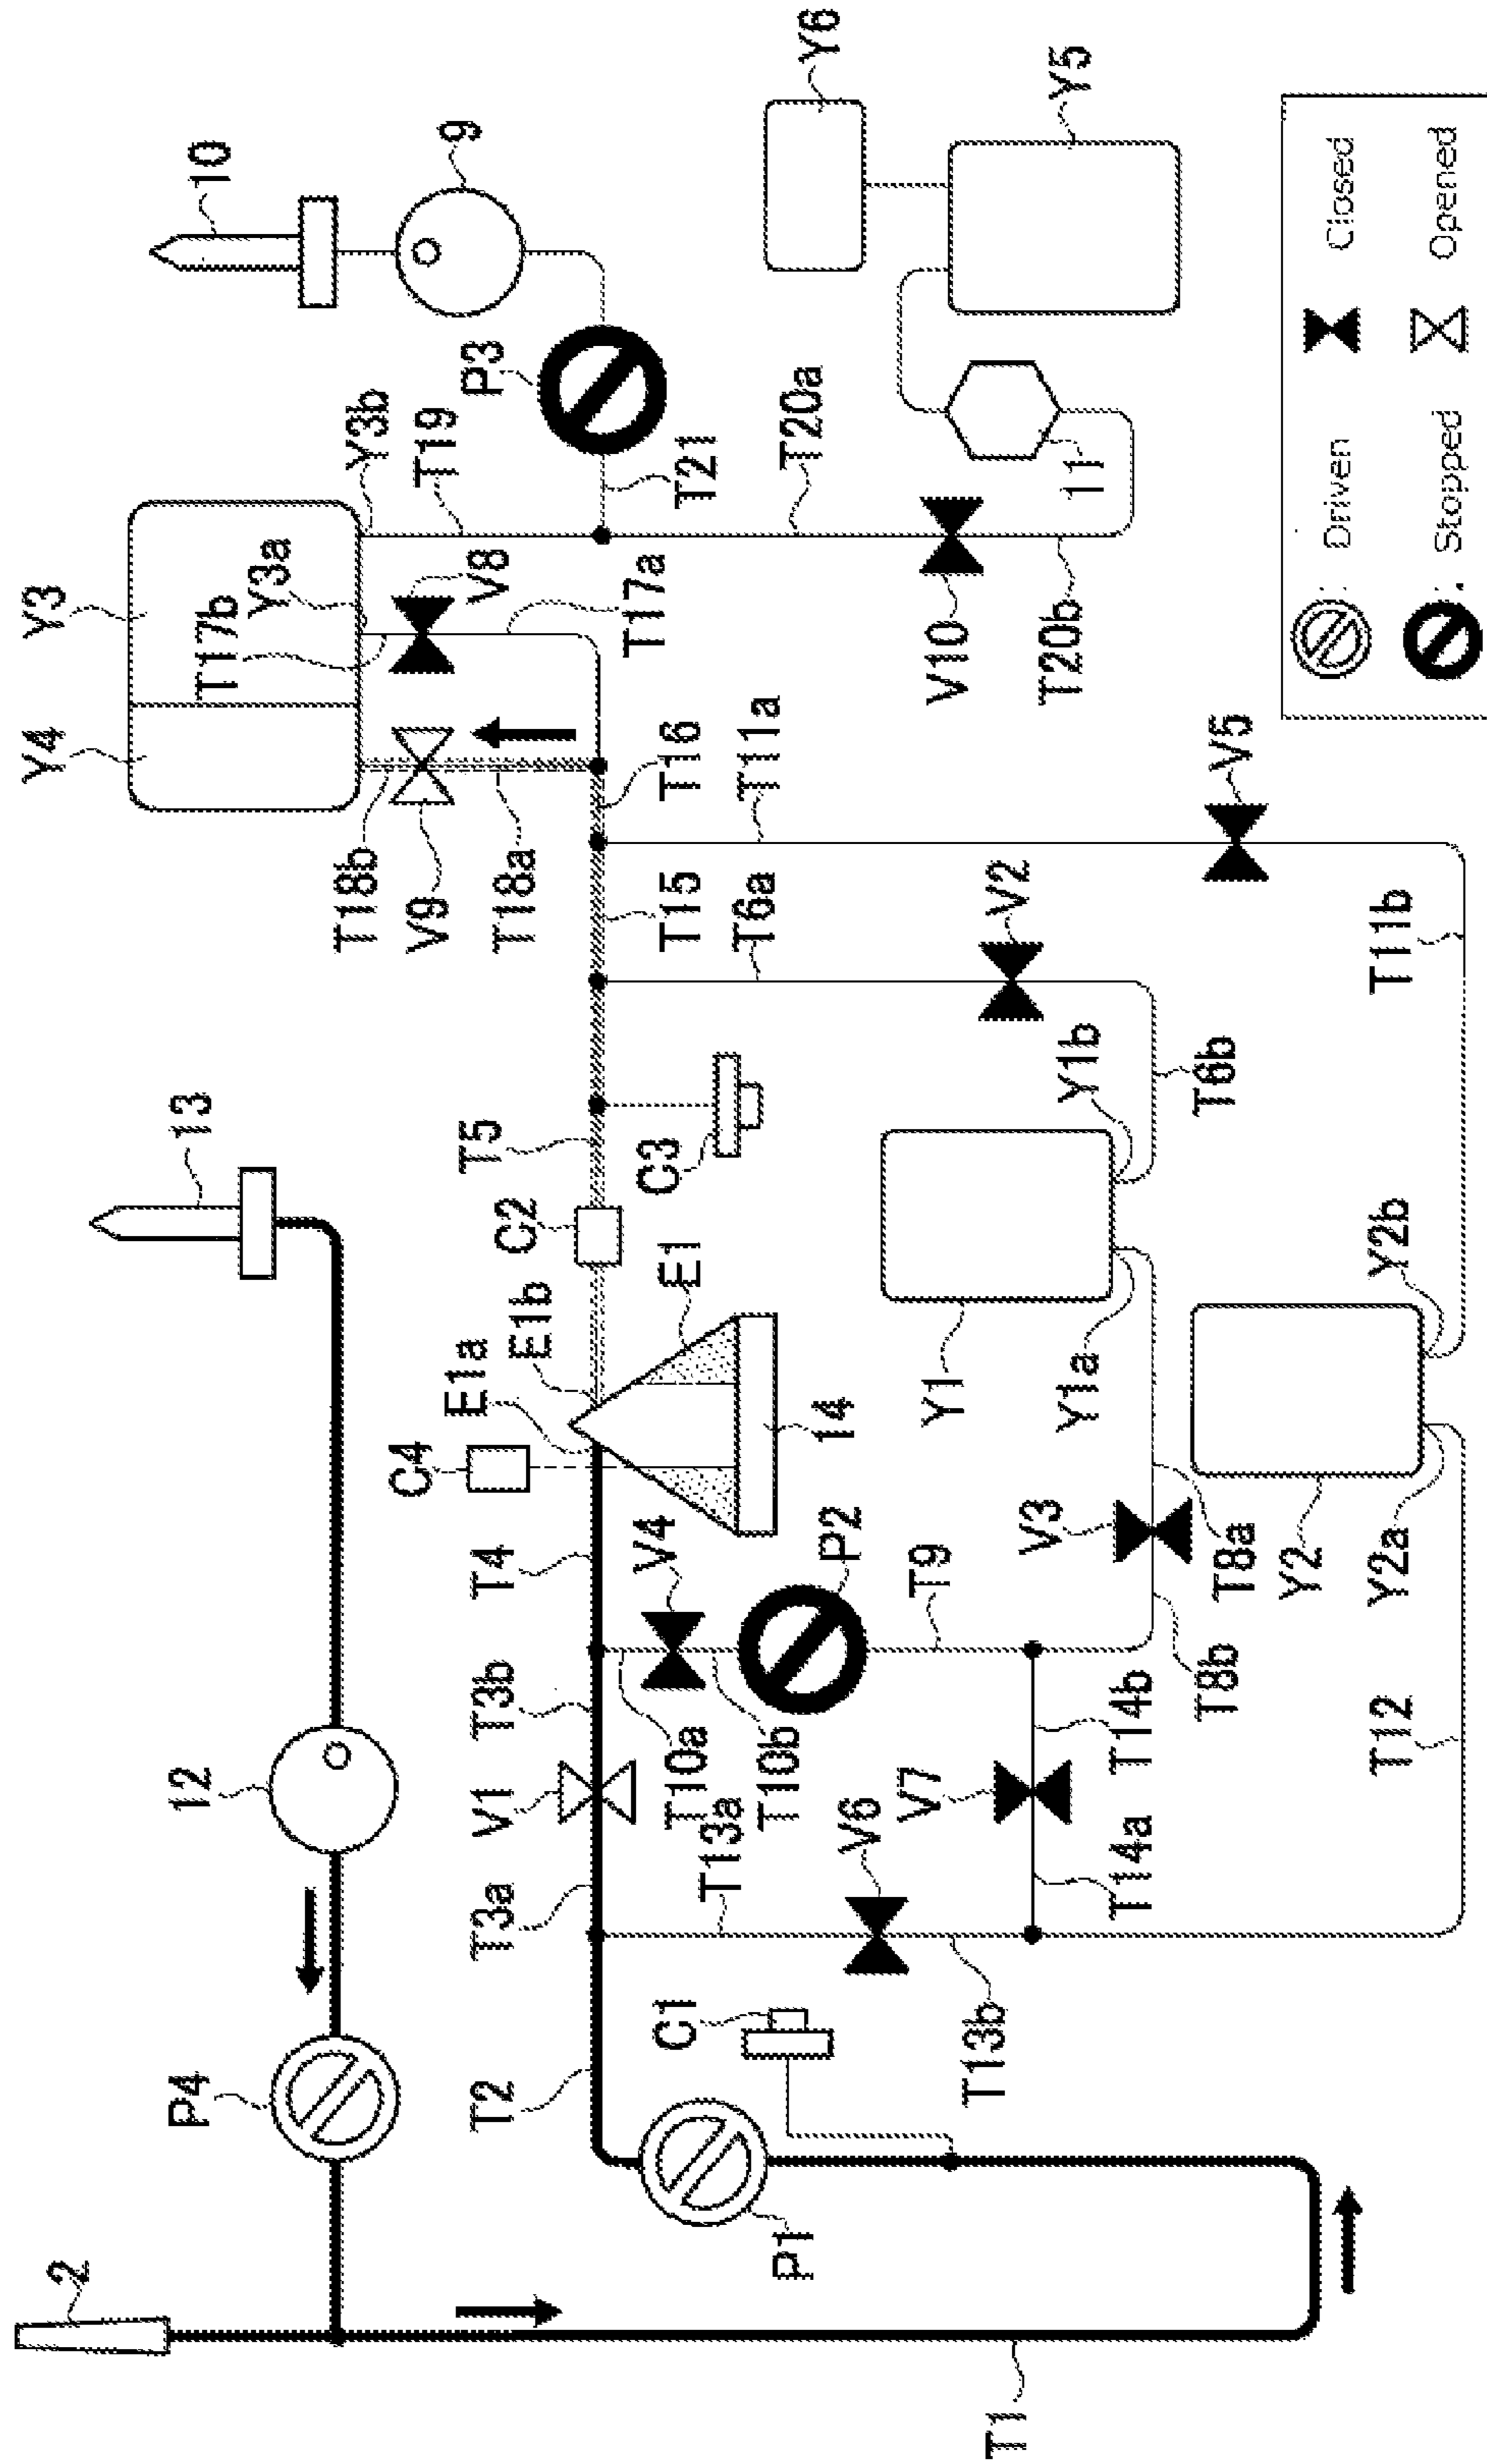 2
P4
12
13
T1
P1
C1
T2
T3a
V1
T3b
T4
C4
E1a
E1b
E1
14
C2
T5
C3
T13a
V6
T13b
T10a
T10b
V4
P2
T9
V7
T14a
T14b
T8b
V3
T8a
T12
Y1
Y1a
Y1b
Y2
Y2a
Y2b
T6b
T6a
V2
T11b
T11a
V5
T15
T16
T18a
V9
T18b
Y4
Y3
T17b
Y3a
V8
T17a
Y3b
T19
T21
P3
9
10
T20a
V10
T20b
11
Y5
Y6
: Driven
Closed
: Stopped
Opened